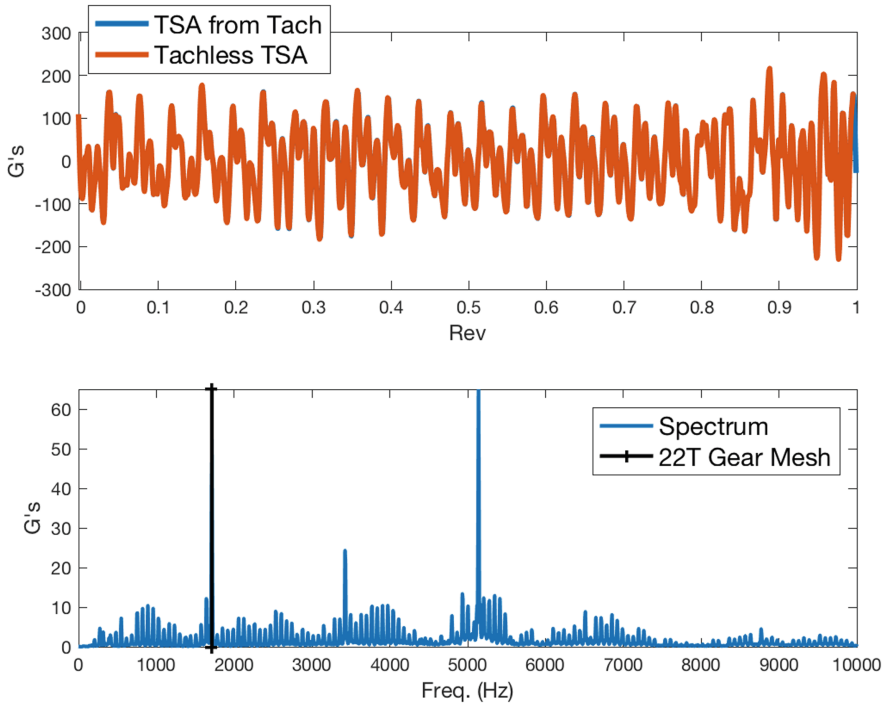 TSA from Tach
Tachless TSA
300
200
100
0
-100
-200
-300
G's
0 0.1 0.2 0.3 0.4 0.5 0.6 0.7 0.8 0.9 1
Rev
Spectrum
22T Gear Mesh
60
50
40
30
20
10
0
G's
0 1000 2000 3000 4000 5000 6000 7000 8000 9000 10000
Freq. (Hz)